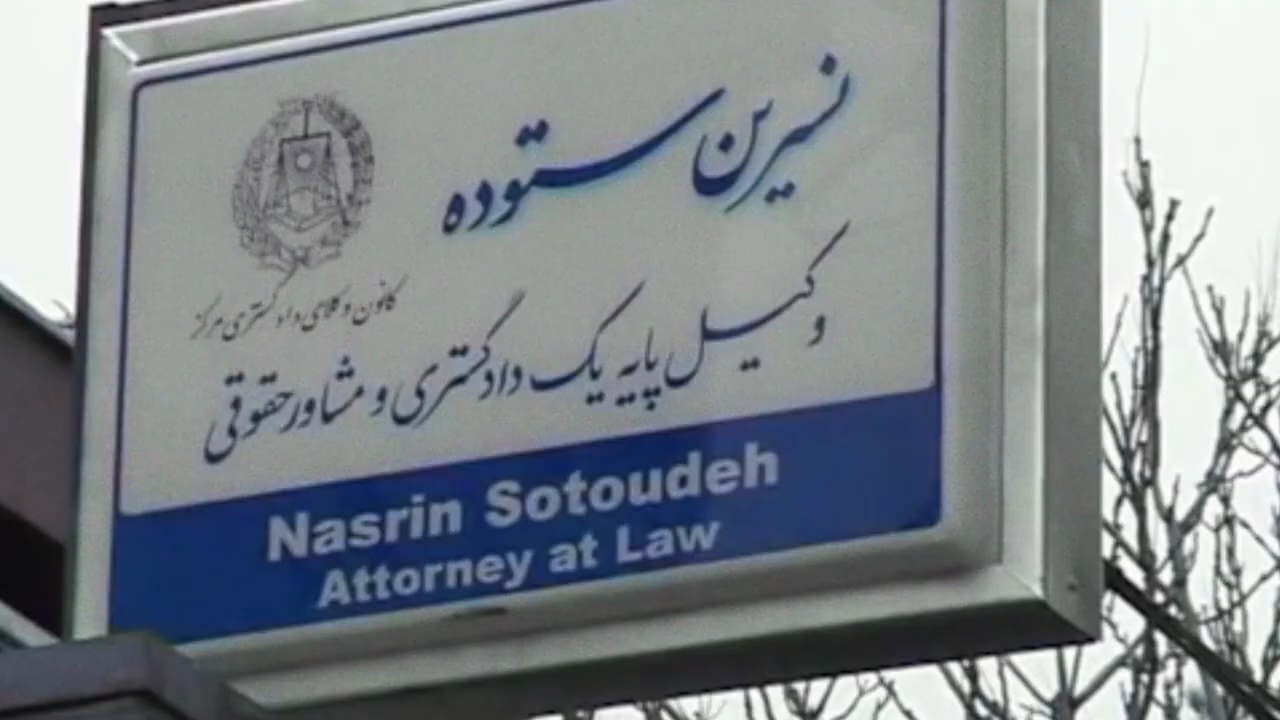 نسرین ستوده
کانون وکلای دادگستری مرکز
وکیل پایه یک دادگستری و مشاور حقوقی
Nasrin Sotoudeh
Attorney at Law